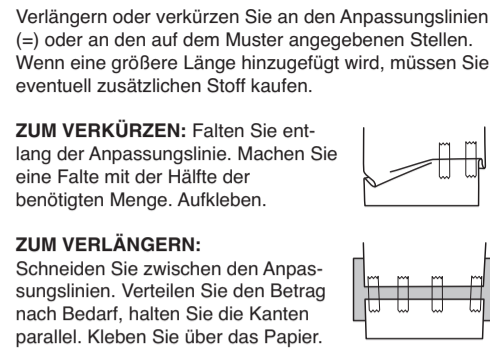 Verlängern oder verkürzen Sie an den Anpassungslinien
(=) oder an den auf dem Muster angegebenen Stellen.
Wenn eine größere Länge hinzugefügt wird, müssen Sie
eventuell zusätzlichen Stoff kaufen.
ZUM VERKÜRZEN: Falten Sie ent-
lang der Anpassungslinie. Machen Sie
eine Falte mit der Hälfte der
benötigten Menge. Aufkleben.
ZUM VERLÄNGERN:
Schneiden Sie zwischen den Anpas-
sungslinien. Verteilen Sie den Betrag
nach Bedarf, halten Sie die Kanten
parallel. Kleben Sie über das Papier.